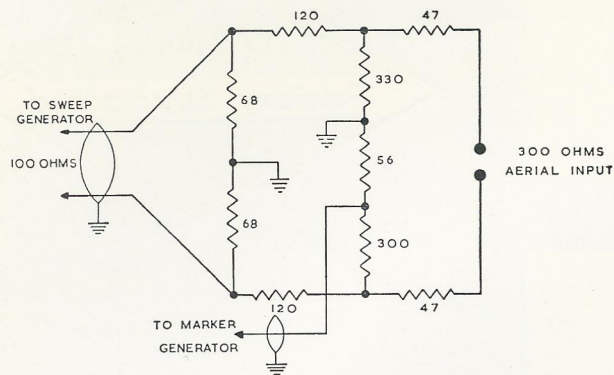 120
47
330
68
TO SWEEP
GENERATOR
100 OHMS
56
300 OHMS
AERIAL INPUT
68
300
120
47
TO MARKER
GENERATOR